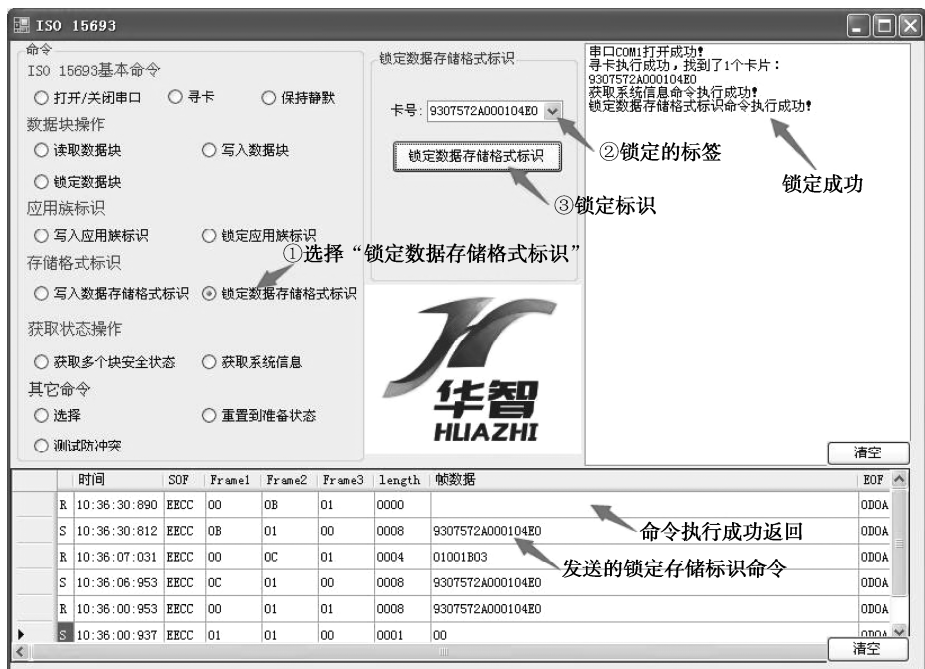 ISO 15693
命令
ISO 15693基本命令
打开/关闭串口 寻卡 保持静默
数据块操作
读取数据块 写入数据块
锁定数据块
应用族标识
写入应用族标识 锁定应用族标识
①选择“锁定数据存储格式标识”
存储格式标识
写入数据存储格式标识 锁定数据存储格式标识
获取状态操作
获取多个块安全状态 获取系统信息
其它命令
选择 重置到准备状态
测试防冲突
锁定数据存储格式标识
卡号: 9307572A000104E0
②锁定的标签
锁定数据存储格式标识
③锁定标识
华智
HUAZHI
串口COM1打开成功!
寻卡执行成功，找到了1个卡片：
9307572A000104E0
获取系统信息命令执行成功!
锁定数据存储格式标识命令执行成功!
锁定成功
清空
时间 SOF Frame1 Frame2 Frame3 length 帧数据 EOF
R 10:36:30:890 EECC 00 0B 01 0000 0D0A
命令执行成功返回
S 10:36:30:812 EECC 0B 01 00 0008 9307572A000104E0 0D0A
发送的锁定存储标识命令
R 10:36:07:031 EECC 00 0C 01 0004 01001B03 0D0A
S 10:36:06:953 EECC 0C 01 00 0008 9307572A000104E0 0D0A
R 10:36:00:953 EECC 00 01 01 0008 9307572A000104E0 0D0A
S 10:36:00:937 EECC 01 01 00 0001 00 0D0A
清空